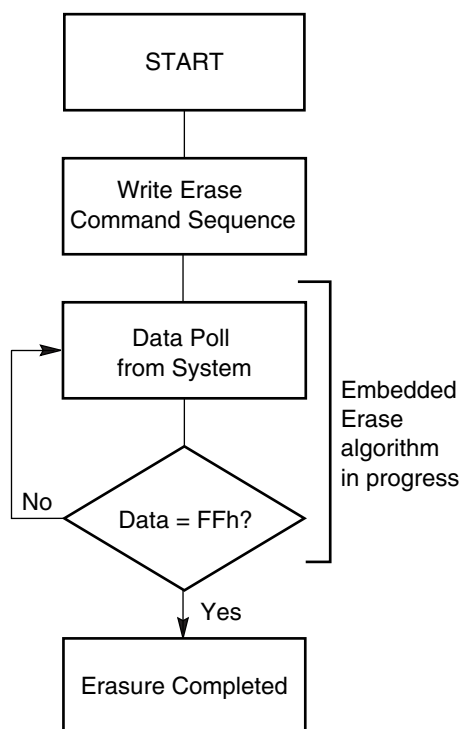 START
Write Erase
Command Sequence
Data Poll
from System
Embedded
Erase
algorithm
in progress
No
Data = FFh?
Yes
Erasure Completed